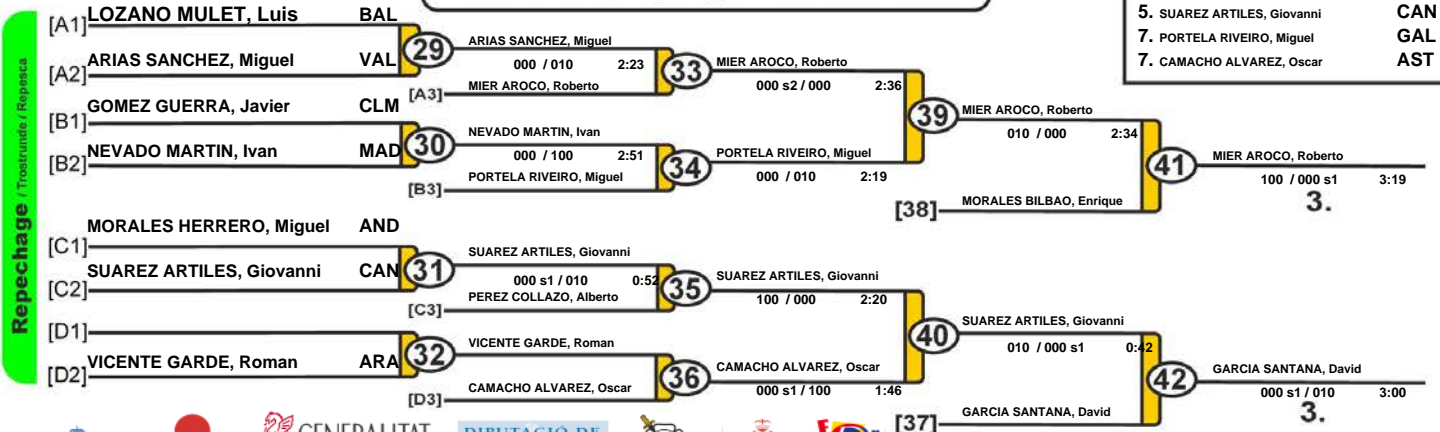 5. SUAREZ ARTILES, Giovanni CAN
7. PORTELA RIVEIRO, Miguel GAL
7. CAMACHO ALVAREZ, Oscar AST
Repechage / Trostrunde / Repesca
[A1] LOZANO MULET, Luis BAL
[A2] ARIAS SANCHEZ, Miguel VAL
29
[B1] GOMEZ GUERRA, Javier CLM
[B2] NEVADO MARTIN, Ivan MAD
30
[C1] MORALES HERRERO, Miguel AND
[C2] SUAREZ ARTILES, Giovanni CAN
31
[D1]
[D2] VICENTE GARDE, Roman ARA
32
ARIAS SANCHEZ, Miguel
000 / 010 2:23
[A3] MIER AROCO, Roberto
33
NEVADO MARTIN, Ivan
000 / 100 2:51
[B3] PORTELA RIVEIRO, Miguel
34
SUAREZ ARTILES, Giovanni
000 s1 / 010 0:52
[C3] PEREZ COLLAZO, Alberto
35
VICENTE GARDE, Roman
[D3] CAMACHO ALVAREZ, Oscar
36
MIER AROCO, Roberto
000 s2 / 000 2:36
39
PORTELA RIVEIRO, Miguel
000 / 010 2:19
SUAREZ ARTILES, Giovanni
100 / 000 2:20
40
CAMACHO ALVAREZ, Oscar
000 s1 / 100 1:46
MIER AROCO, Roberto
010 / 000 2:34
41
[38] MORALES BILBAO, Enrique
SUAREZ ARTILES, Giovanni
010 / 000 s1 0:42
42
[37] GARCIA SANTANA, David
MIER AROCO, Roberto
100 / 000 s1 3:19
3.
GARCIA SANTANA, David
000 s1 / 010 3:00
3.
GENERALITAT
DIPUTACIÓ DE